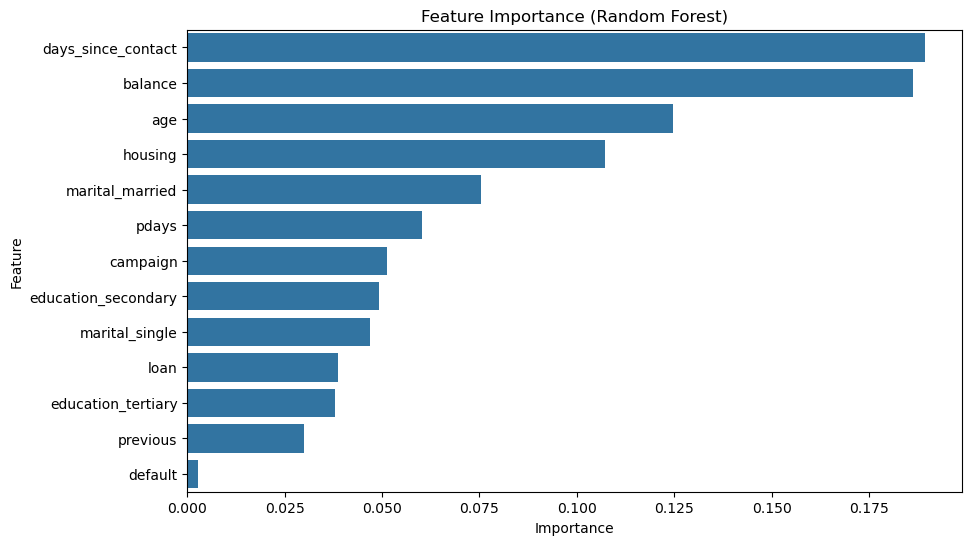 Feature Importance (Random Forest)
days_since_contact
balance
age
housing
marital_married
pdays
campaign
education_secondary
marital_single
loan
education_tertiary
previous
default
Feature
0.000 0.025 0.050 0.075 0.100 0.125 0.150 0.175
Importance